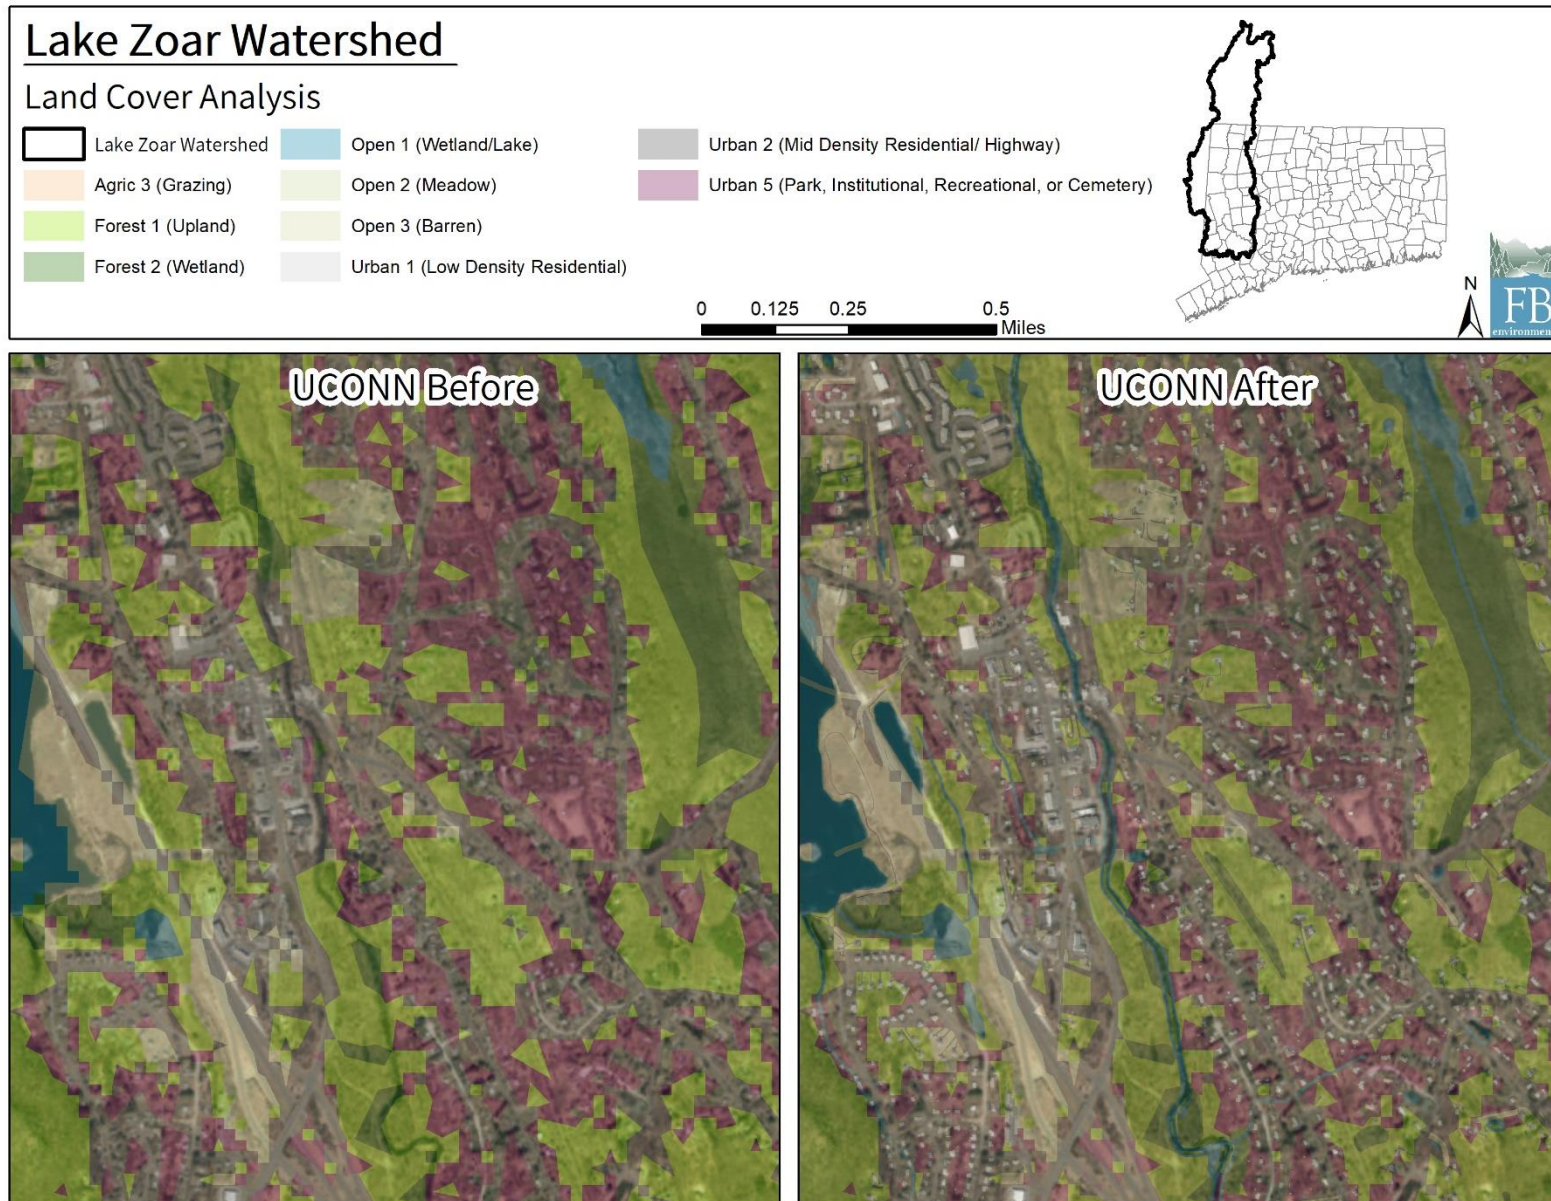 Lake Zoar Watershed
Land Cover Analysis
Lake Zoar Watershed
Agric 3 (Grazing)
Forest 1 (Upland)
Forest 2 (Wetland)
Open 1 (Wetland/Lake)
Open 2 (Meadow)
Open 3 (Barren)
Urban 1 (Low Density Residential)
Urban 2 (Mid Density Residential/ Highway)
Urban 5 (Park, Institutional, Recreational, or Cemetery)
0 0.125 0.25 0.5
Miles
N
FB
environmen
UCONN Before
UCONN After